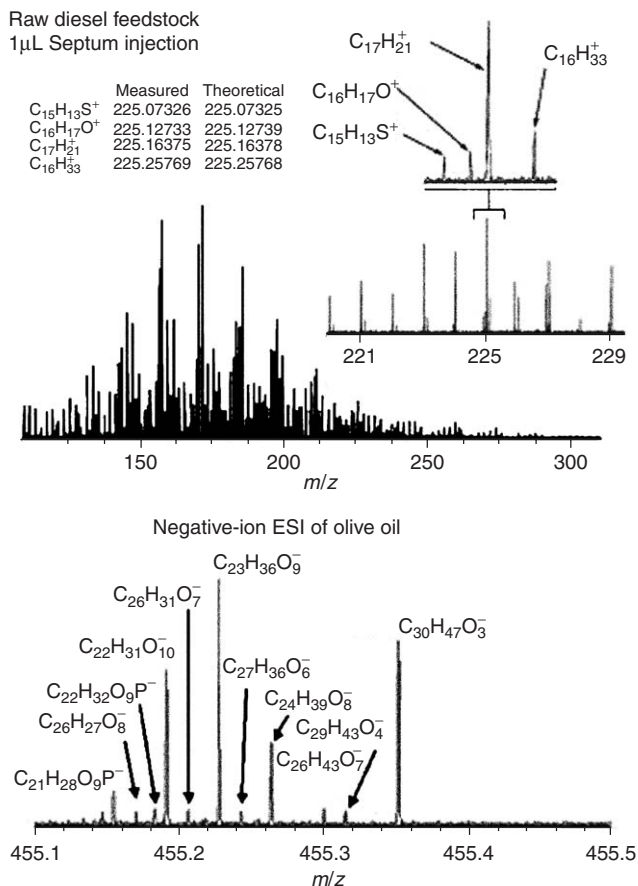 Raw diesel feedstock
1μL Septum injection
Measured Theoretical
C₁₅H₁₃S⁺ 225.07326 225.07325
C₁₆H₁₇O⁺ 225.12733 225.12739
C₁₇H₂₁⁺ 225.16375 225.16378
C₁₆H₃₃⁺ 225.25769 225.25768
C₁₇H₂₁⁺
C₁₆H₃₃⁺
C₁₆H₁₇O⁺
C₁₅H₁₃S⁺
221 225 229
150 200 250 300
m/z m/z
Negative-ion ESI of olive oil
C₂₃H₃₆O₉⁻
C₂₆H₃₁O₇⁻
C₃₀H₄₇O₃⁻
C₂₂H₃₁O₁₀⁻
C₂₇H₃₆O₆⁻
C₂₂H₃₂O₉P⁻
C₂₄H₃₉O₈⁻
C₂₆H₂₇O₈⁻
C₂₉H₄₃O₄⁻
C₂₆H₄₃O₇⁻
C₂₁H₂₈O₉P⁻
455.1 455.2 455.3 455.4 455.5
m/z